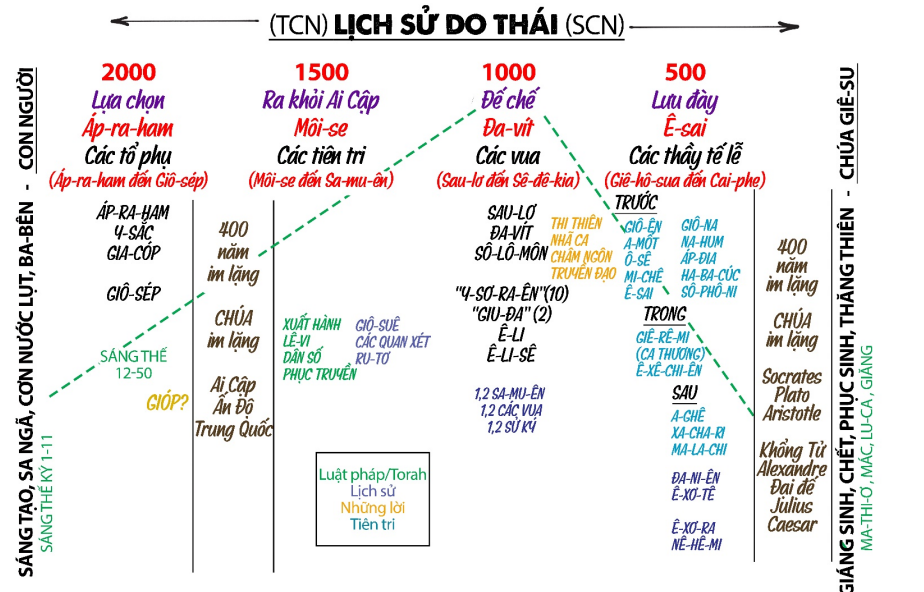 (TCN) LỊCH SỬ DO THÁI (SCN)
SÁNG TẠO, SA NGÃ, CƠN NƯỚC LỤT, BA-BÊN - CON NGƯỜI
SÁNG THẾ KÝ 1-11
2000
Lựa chọn
Áp-ra-ham
Các tổ phụ
(Áp-ra-ham đến Giô-sép)
ÁP-RA-HAM
Y-SẮC
GIA-CÓP
GIÔ-SÉP
SÁNG THẾ
12-50
GIÓP?
400
năm
im lặng
CHÚA
im lặng
Ai Cập
Ấn Độ
Trung Quốc
1500
Ra khỏi Ai Cập
Môi-se
Các tiên tri
(Môi-se đến Sa-mu-ên)
XUẤT HÀNH
LÊ-VI
DÂN SỐ
PHỤC TRUYỀN
GIÔ-SUÊ
CÁC QUAN XÉT
RU-TƠ
Luật pháp/Torah
Lịch sử
Những lời
Tiên tri
1000
Đế chế
Đa-vít
Các vua
(Sau-lơ đến Sê-đê-kia)
SAU-LƠ
ĐA-VÍT
SÔ-LÔ-MÔN
THI THIÊN
NHÃ CA
CHÂM NGÔN
TRUYỀN ĐẠO
"Y-SƠ-RA-ÊN"(10)
"GIU-ĐA" (2)
Ê-LI
Ê-LI-SÊ
1,2 SA-MU-ÊN
1,2 CÁC VUA
1,2 SỬ KÝ
500
Lưu đày
Ê-sai
Các thầy tế lễ
(Giê-hô-sua đến Cai-phe)
TRƯỚC
GIÔ-ÊN
A-MỐT
Ô-SÊ
MI-CHÊ
Ê-SAI
GIÔ-NA
NA-HUM
ÁP-ĐIA
HA-BA-CÚC
SÔ-PHÔ-NI
TRONG
GIÊ-RÊ-MI
(CA THƯƠNG)
Ê-XÊ-CHI-ÊN
SAU
A-GHÊ
XA-CHA-RI
MA-LA-CHI
ĐA-NI-ÊN
Ê-XƠ-TÊ
Ê-XƠ-RA
NÊ-HÊ-MI
400
năm
im lặng
CHÚA
im lặng
Socrates
Plato
Aristotle
Khổng Tử
Alexandre
Đại đế
Julius
Caesar
GIÁNG SINH, CHẾT, PHỤC SINH, THĂNG THIÊN - CHÚA GIÊ-SU
MA-THI-Ơ, MÁC, LU-CA, GIĂNG